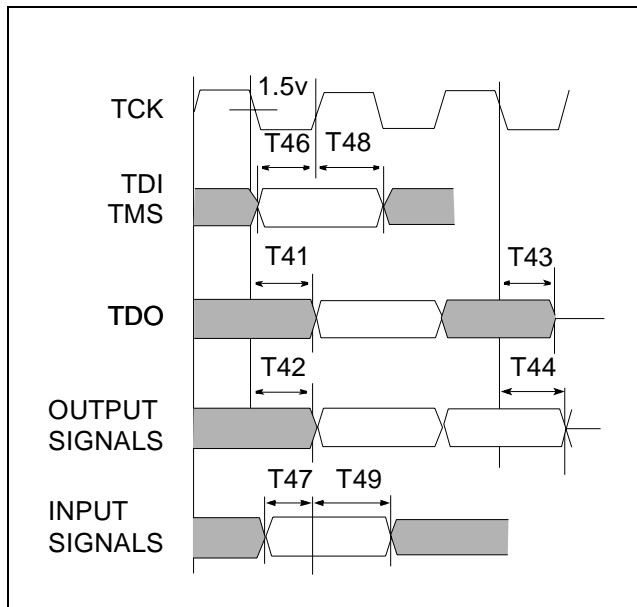 1.5v
TCK
T46 T48
TDI
TMS
T41 T43
TDO
T42 T44
OUTPUT
SIGNALS
T47 T49
INPUT
SIGNALS